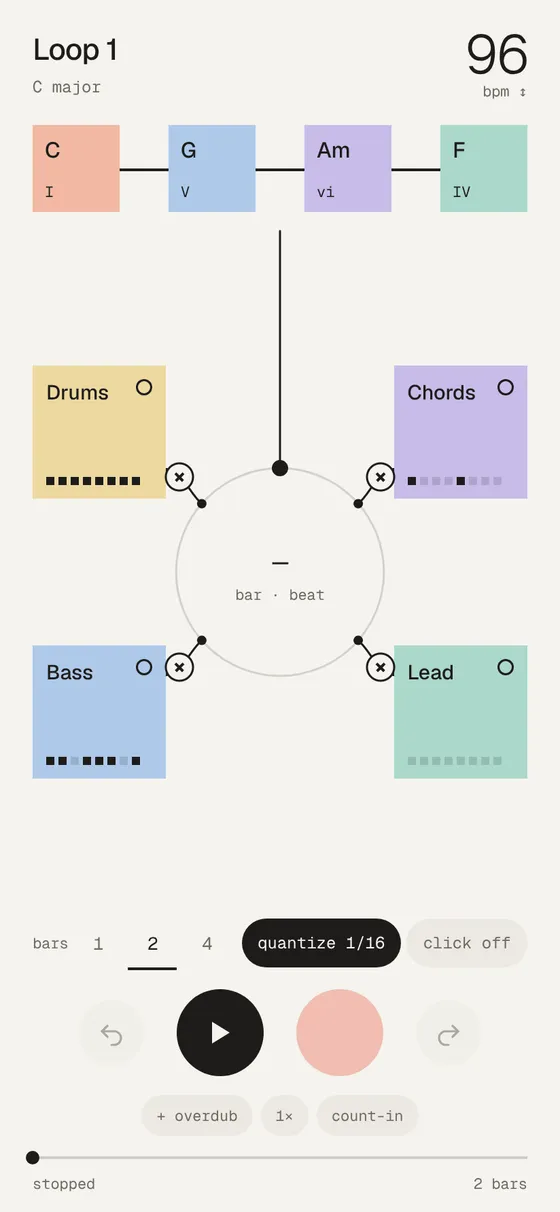 Loop 1
96
C major
bpm ↕
C
G
Am
F
I
V
vi
IV
Drums
Chords
–
bar · beat
Bass
Lead
bars 1 2 4 quantize 1/16 click off
+ overdub 1× count-in
stopped
2 bars